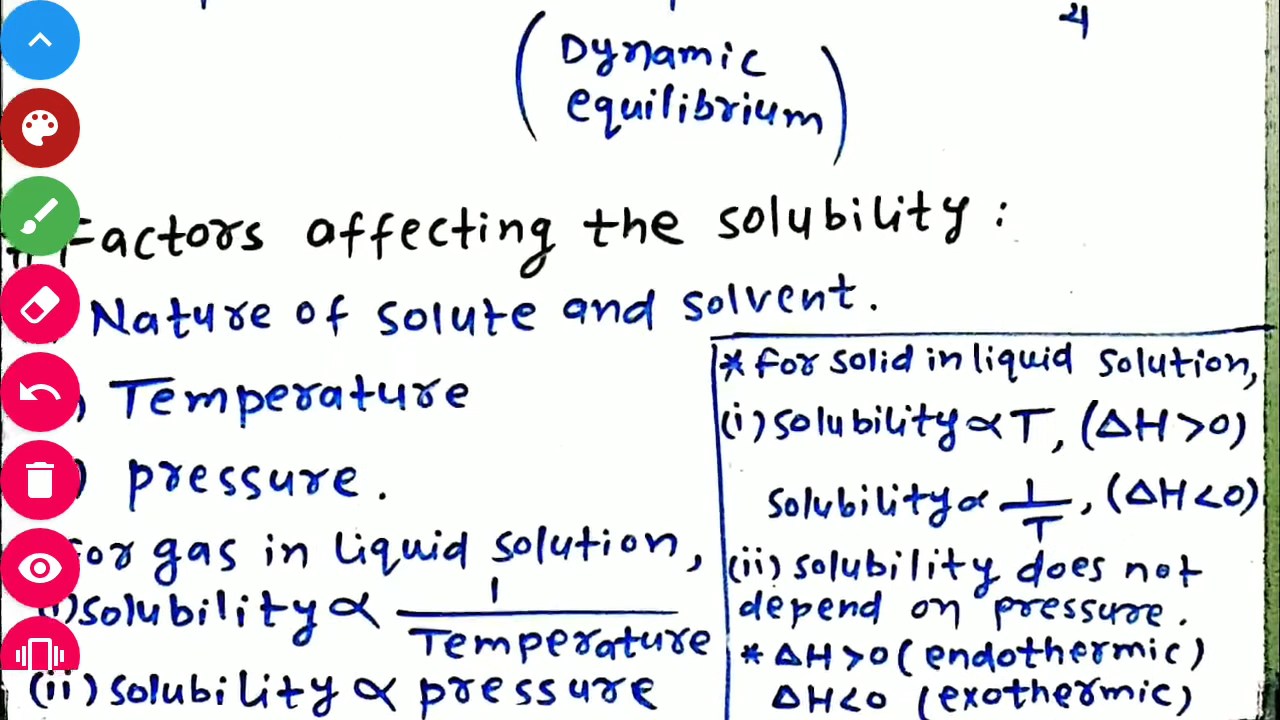 Dynamic
equilibrium
Factors affecting the solubility :
Nature of solute and solvent.
Temperature
pressure.
for gas in liquid solution,
(i) solubility ∝ 1/Temperature
(ii) solubility ∝ pressure
* for solid in liquid solution,
(i) solubility ∝ T, (ΔH>0)
solubility ∝ 1/T, (ΔH<0)
(ii) solubility does not
depend on pressure.
* ΔH>0 (endothermic)
ΔH<0 (exothermic)